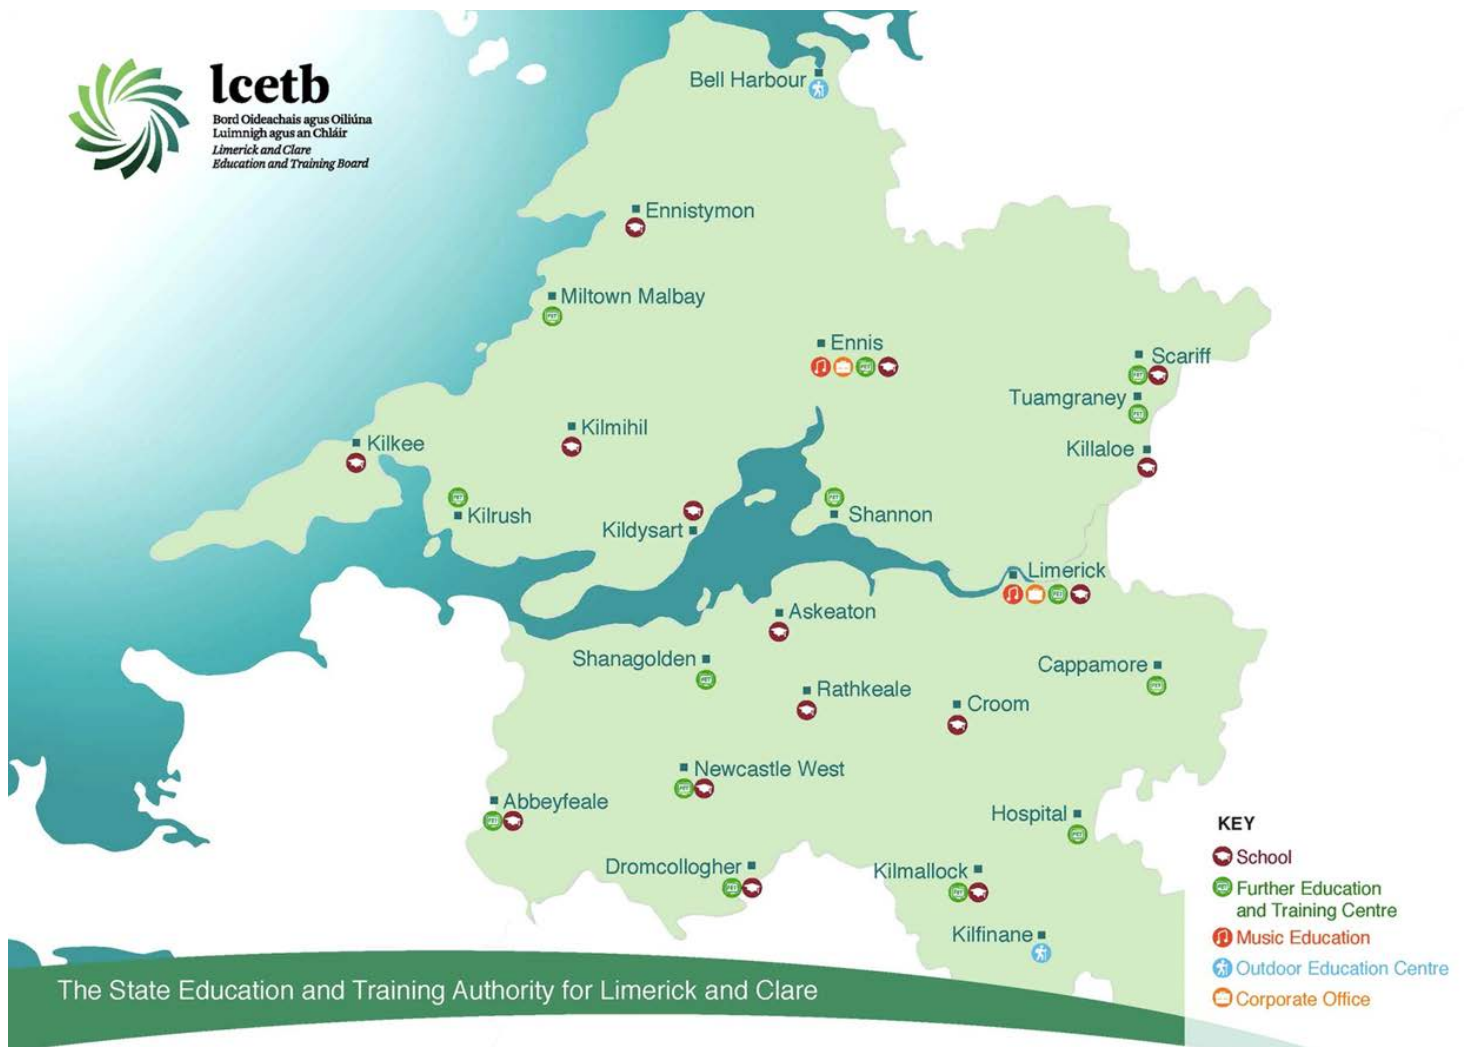 lcetb
Bord Oideachais agus Oiliúna
Luimnigh agus an Chláir
Limerick and Clare
Education and Training Board
Bell Harbour
Ennistymon
Miltown Malbay
Ennis
Scariff
Tuamgraney
Killaloe
Kilkee
Kilmihil
Kilrush
Kildysart
Shannon
Limerick
Askeaton
Shanagolden
Cappamore
Rathkeale
Croom
Newcastle West
Abbeyfeale
Hospital
Dromcollogher
Kilmallock
Kilfinane
KEY
School
Further Education
and Training Centre
Music Education
Outdoor Education Centre
Corporate Office
The State Education and Training Authority for Limerick and Clare